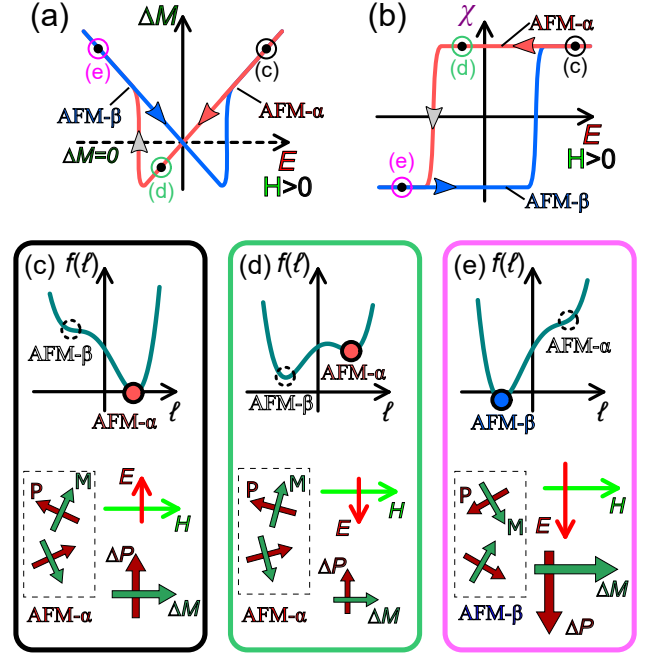 (a)
ΔM
(e)
(c)
AFM-β
AFM-α
ΔM=0
(d)
E
H>0
(b)
χ
AFM-α
(d)
(c)
(e)
E
H>0
AFM-β
(c)
f(ℓ)
AFM-β
AFM-α
ℓ
P
M
E
H
ΔP
ΔM
AFM-α
(d)
f(ℓ)
AFM-β
AFM-α
ℓ
P
M
E
H
ΔP
ΔM
AFM-α
(e)
f(ℓ)
AFM-α
AFM-β
ℓ
P
M
E
H
ΔM
ΔP
AFM-β